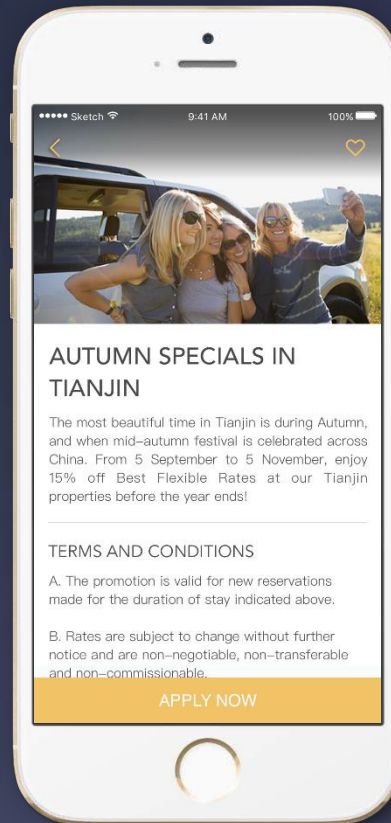 Sketch 9:41 AM 100%
AUTUMN SPECIALS IN
TIANJIN
The most beautiful time in Tianjin is during Autumn,
and when mid–autumn festival is celebrated across
China. From 5 September to 5 November, enjoy
15% off Best Flexible Rates at our Tianjin
properties before the year ends!
TERMS AND CONDITIONS
A. The promotion is valid for new reservations
made for the duration of stay indicated above.
B. Rates are subject to change without further
notice and are non–negotiable, non–transferable
and non–commissionable.
APPLY NOW